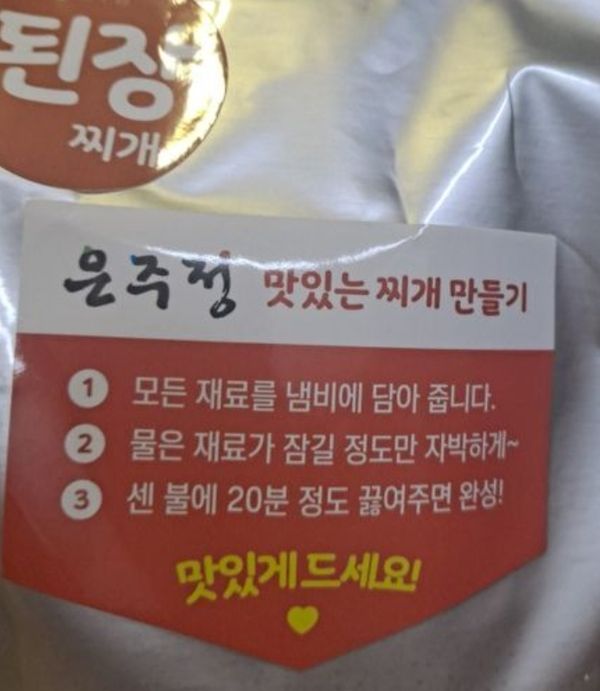 된장
찌개
은주정 맛있는 찌개 만들기
1 모든 재료를 냄비에 담아 줍니다.
2 물은 재료가 잠길 정도만 자박하게~
3 센 불에 20분 정도 끓여주면 완성!
맛있게 드세요!